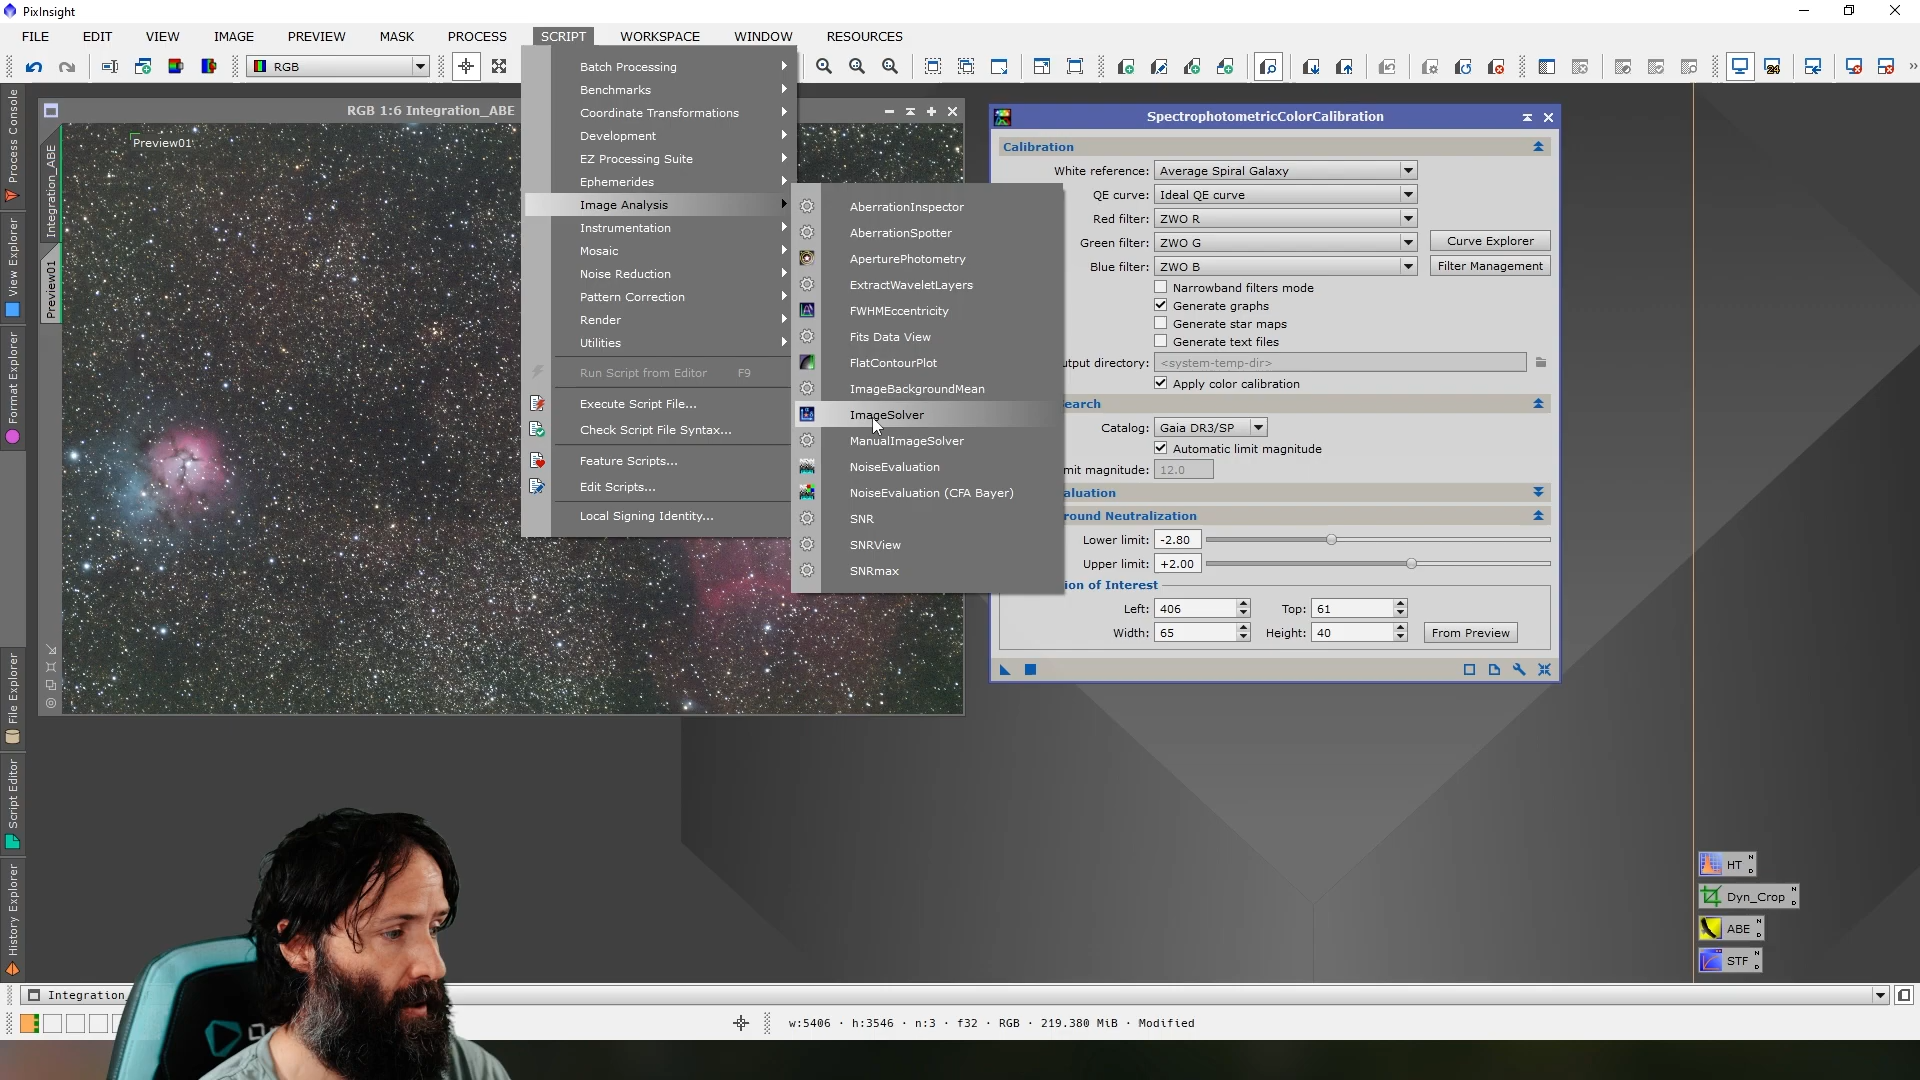 PixInsight
FILE EDIT VIEW IMAGE PREVIEW MASK PROCESS SCRIPT WORKSPACE WINDOW RESOURCES
RGB
24
Process Console
View Explorer
Format Explorer
File Explorer
Script Editor
History Explorer
RGB 1:6 Integration_ABE
Integration_ABE
Preview01
Preview01
Batch Processing
Benchmarks
Coordinate Transformations
Development
EZ Processing Suite
Ephemerides
Image Analysis
Instrumentation
Mosaic
Noise Reduction
Pattern Correction
Render
Utilities
Run Script from Editor F9
Execute Script File...
Check Script File Syntax...
Feature Scripts...
Edit Scripts...
Local Signing Identity...
AberrationInspector
AberrationSpotter
AperturePhotometry
ExtractWaveletLayers
FWHMEccentricity
Fits Data View
FlatContourPlot
ImageBackgroundMean
ImageSolver
ManualImageSolver
NoiseEvaluation
NoiseEvaluation (CFA Bayer)
SNR
SNRView
SNRmax
SpectrophotometricColorCalibration
Calibration
White reference: Average Spiral Galaxy
QE curve: Ideal QE curve
Red filter: ZWO R
Green filter: ZWO G Curve Explorer
Blue filter: ZWO B Filter Management
Narrowband filters mode
Generate graphs
Generate star maps
Generate text files
utput directory: <system-temp-dir>
Apply color calibration
earch
Catalog: Gaia DR3/SP
Automatic limit magnitude
mit magnitude: 12.0
aluation
round Neutralization
Lower limit: -2.80
Upper limit: +2.00
ion of Interest
Left: 406 Top: 61
Width: 65 Height: 40 From Preview
HT N D
Dyn_Crop N D
ABE N D
STF N D
Integration
w:5406 · h:3546 · n:3 · f32 · RGB · 219.380 MiB · Modified